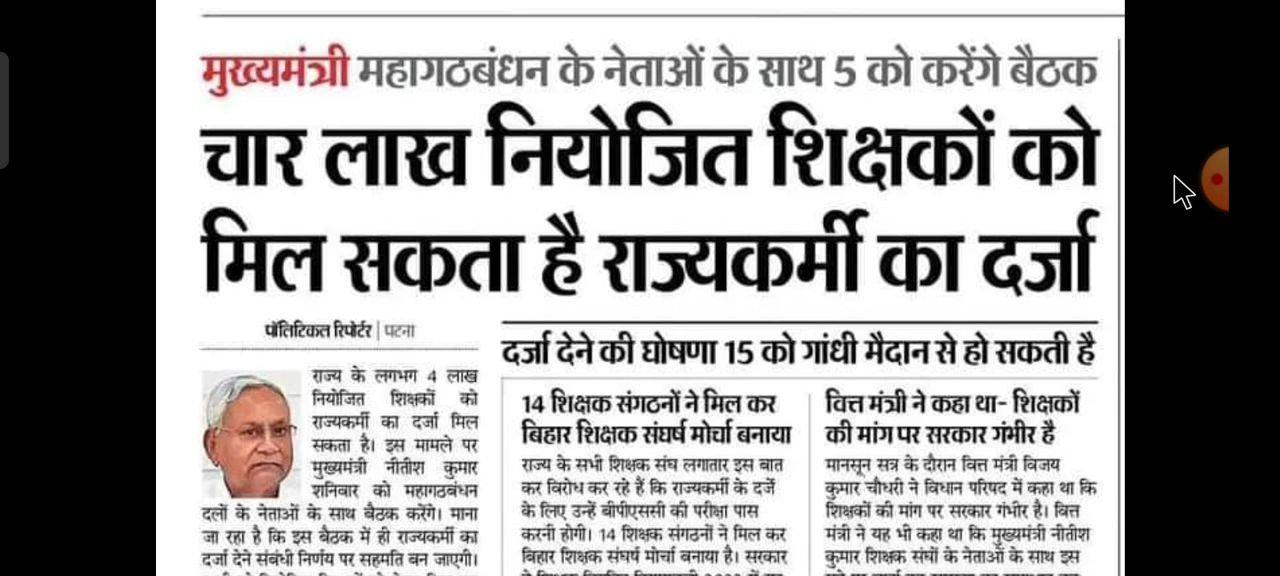 मुख्यमंत्री महागठबंधन के नेताओं के साथ 5 को करेंगे बैठक
चार लाख नियोजित शिक्षकों को
मिल सकता है राज्यकर्मी का दर्जा
पॉलिटिकल रिपोर्टर | पटना
राज्य के लगभग 4 लाख
नियोजित शिक्षकों को
राज्यकर्मी का दर्जा मिल
सकता है। इस मामले पर
मुख्यमंत्री नीतीश कुमार
शनिवार को महागठबंधन
दलों के नेताओं के साथ बैठक करेंगे। माना
जा रहा है कि इस बैठक में ही राज्यकर्मी का
दर्जा देने संबंधी निर्णय पर सहमति बन जाएगी।
दर्जा देने की घोषणा 15 को गांधी मैदान से हो सकती है
14 शिक्षक संगठनों ने मिल कर
बिहार शिक्षक संघर्ष मोर्चा बनाया
राज्य के सभी शिक्षक संघ लगातार इस बात
कर विरोध कर रहे हैं कि राज्यकर्मी के दर्जे
के लिए उन्हें बीपीएससी की परीक्षा पास
करनी होगी। 14 शिक्षक संगठनों ने मिल कर
बिहार शिक्षक संघर्ष मोर्चा बनाया है। सरकार
वित्त मंत्री ने कहा था- शिक्षकों
की मांग पर सरकार गंभीर है
मानसून सत्र के दौरान वित्त मंत्री विजय
कुमार चौधरी ने विधान परिषद में कहा था कि
शिक्षकों की मांग पर सरकार गंभीर है। वित्त
मंत्री ने यह भी कहा था कि मुख्यमंत्री नीतीश
कुमार शिक्षक संघों के नेताओं के साथ इस